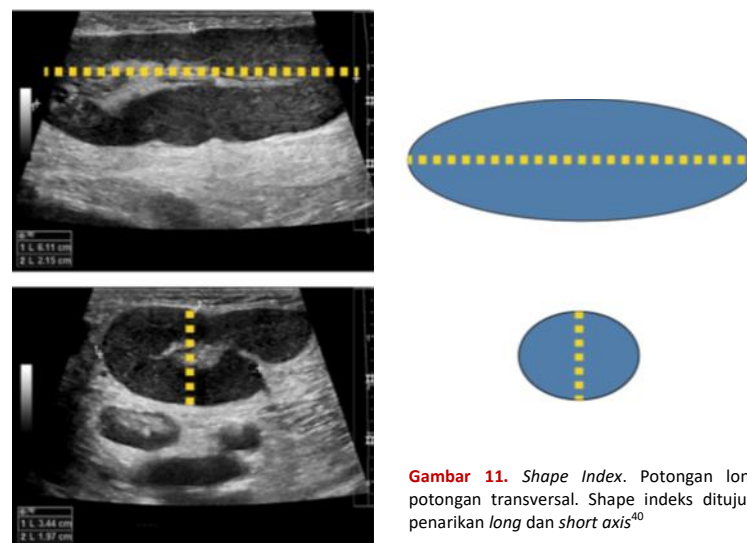 1 L 6.11 cm
2 L 2.15 cm
1 L 3.44 cm
2 L 1.97 cm
Gambar 11. Shape Index. Potongan lon
potongan transversal. Shape indeks dituju
penarikan long dan short axis40